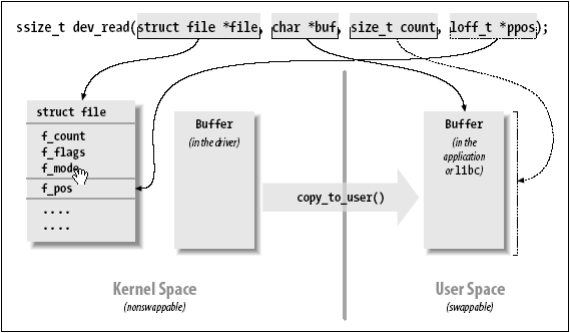 ssize_t dev_read(struct file *file, char *buf, size_t count, loff_t *ppos);
struct file
f_count
f_flags
f_mode
f_pos
....
....
Buffer
(in the driver)
copy_to_user()
Buffer
(in the
application
or libc)
Kernel Space
(nonswappable)
User Space
(swappable)